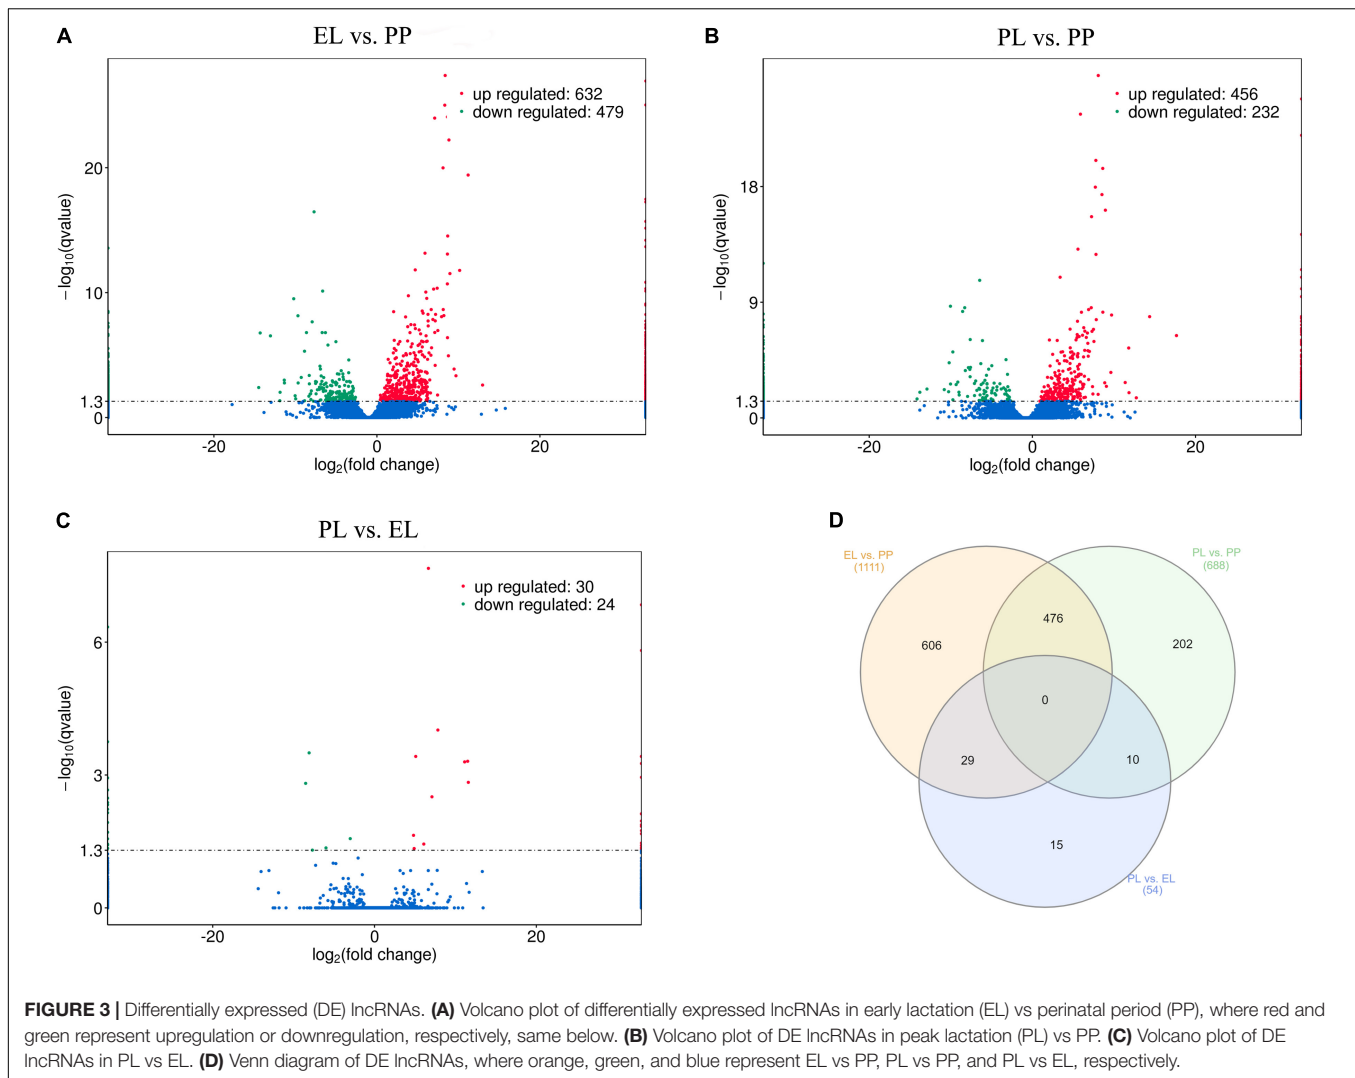 A
EL vs. PP
up regulated: 632
down regulated: 479
−log10(qvalue)
20
10
1.3
0
-20
0
20
log2(fold change)
B
PL vs. PP
up regulated: 456
down regulated: 232
−log10(qvalue)
18
9
1.3
0
-20
0
20
log2(fold change)
C
PL vs. EL
up regulated: 30
down regulated: 24
−log10(qvalue)
6
3
1.3
0
-20
0
20
log2(fold change)
D
EL vs. PP
(1111)
PL vs. PP
(688)
476
606
202
0
29
10
15
PL vs. EL
(54)
FIGURE 3 | Differentially expressed (DE) lncRNAs. (A) Volcano plot of differentially expressed lncRNAs in early lactation (EL) vs perinatal period (PP), where red and
green represent upregulation or downregulation, respectively, same below. (B) Volcano plot of DE lncRNAs in peak lactation (PL) vs PP. (C) Volcano plot of DE
lncRNAs in PL vs EL. (D) Venn diagram of DE lncRNAs, where orange, green, and blue represent EL vs PP, PL vs PP, and PL vs EL, respectively.